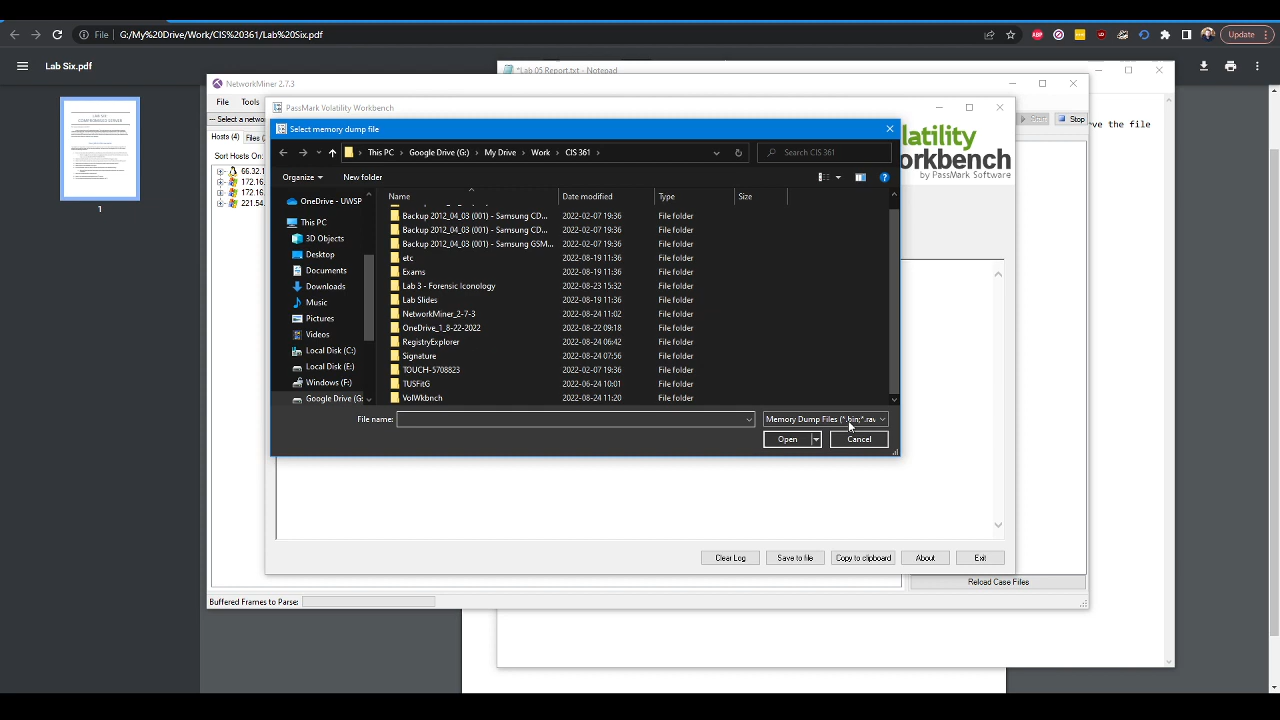 File
G:/My%20Drive/Work/CIS%20361/Lab%20Six.pdf
Update
Lab Six.pdf
1
*Lab 05 Report.txt - Notepad
ve the file
NetworkMiner 2.7.3
File Tools
Start
Stop
Hosts (4)
Files (
Sort Hosts On:
66.32.1
172.16.
172.16.
221.54.
Reload Case Files
Buffered Frames to Parse:
PassMark Volatility Workbench
latility
orkbench
by PassMark Software
Select memory dump file
This PC > Google Drive (G:) > My Drive > Work > CIS 361 >
Search CIS 361
Organize
New folder
OneDrive - UWSP
This PC
3D Objects
Desktop
Documents
Downloads
Music
Pictures
Videos
Local Disk (C:)
Local Disk (E:)
Windows (F:)
Google Drive (G:
Name Date modified Type Size
Backup 2012_04_03 (001) - Samsung CD... 2022-02-07 19:36 File folder
Backup 2012_04_03 (001) - Samsung CD... 2022-02-07 19:36 File folder
Backup 2012_04_03 (001) - Samsung GSM... 2022-02-07 19:36 File folder
etc 2022-08-19 11:36 File folder
Exams 2022-08-19 11:36 File folder
Lab 3 - Forensic Iconology 2022-08-23 15:32 File folder
Lab Slides 2022-08-19 11:36 File folder
NetworkMiner_2-7-3 2022-08-24 11:02 File folder
OneDrive_1_8-22-2022 2022-08-22 09:18 File folder
RegistryExplorer 2022-08-24 06:42 File folder
Signature 2022-08-24 07:56 File folder
TOUCH-5708823 2022-02-07 19:36 File folder
TUSFitG 2022-06-24 10:01 File folder
VolWkbnch 2022-08-24 11:20 File folder
File name:
Memory Dump Files (*.bin;*.rav
Open
Cancel
Clear Log
Save to file
Copy to clipboard
About
Exit